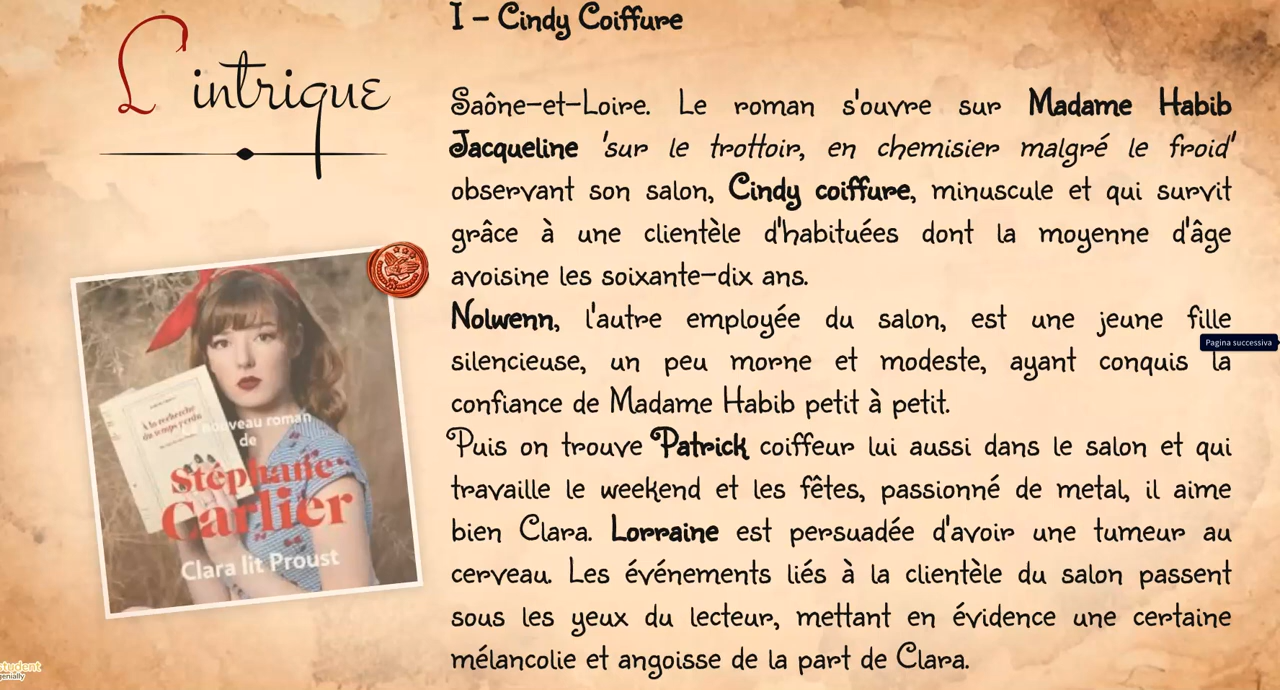 L'intrigue
I – Cindy Coiffure
Saône-et-Loire. Le roman s'ouvre sur Madame Habib
Jacqueline 'sur le trottoir, en chemisier malgré le froid'
observant son salon, Cindy coiffure, minuscule et qui survit
grâce à une clientèle d'habituées dont la moyenne d'âge
avoisine les soixante-dix ans.
Nolwenn, l'autre employée du salon, est une jeune fille
silencieuse, un peu morne et modeste, ayant conquis la
confiance de Madame Habib petit à petit.
Puis on trouve Patrick coiffeur lui aussi dans le salon et qui
travaille le weekend et les fêtes, passionné de metal, il aime
bien Clara. Lorraine est persuadée d'avoir une tumeur au
cerveau. Les événements liés à la clientèle du salon passent
sous les yeux du lecteur, mettant en évidence une certaine
mélancolie et angoisse de la part de Clara.
Pagina successiva
À la recherche
du temps perdu
nouveau roman
de
Stéphane
Carlier
Clara lit Proust
student
genially